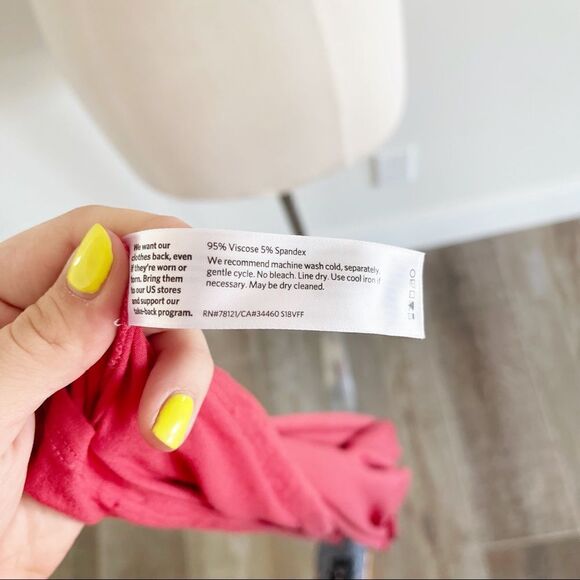 We want our
clothes back, even
if they're worn or
torn. Bring them
to our US stores
and support our
take-back program.
95% Viscose 5% Spandex
We recommend machine wash cold, separately,
gentle cycle. No bleach. Line dry. Use cool iron if
necessary. May be dry cleaned.
RN#78121/CA#34460 S18VFF